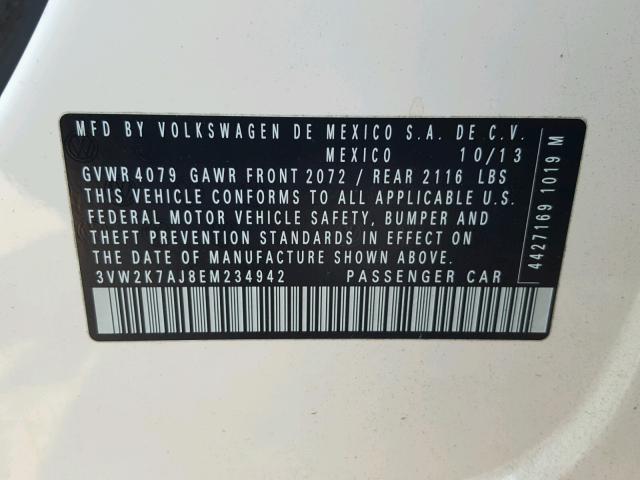 MFD BY VOLKSWAGEN DE MEXICO S.A. DE C.V.
MEXICO 10/13
GVWR 4079 GAWR FRONT 2072 / REAR 2116 LBS
THIS VEHICLE CONFORMS TO ALL APPLICABLE U.S.
FEDERAL MOTOR VEHICLE SAFETY, BUMPER AND
THEFT PREVENTION STANDARDS IN EFFECT ON
THE DATE OF MANUFACTURE SHOWN ABOVE.
3VW2K7AJ8EM234942 PASSENGER CAR
4427169 1019 M